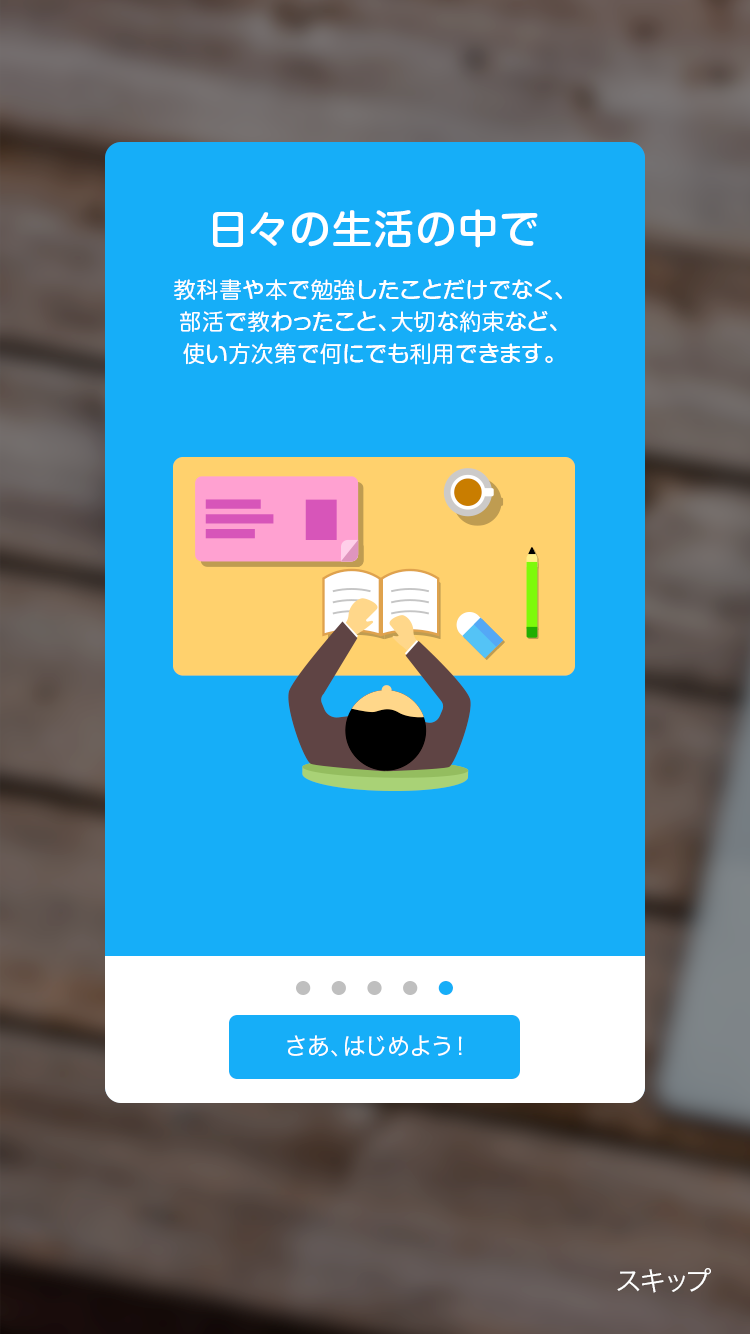 日々の生活の中で
教科書や本で勉強したことだけでなく、
部活で教わったこと、大切な約束など、
使い方次第で何にでも利用できます。
さあ、はじめよう！
スキップ